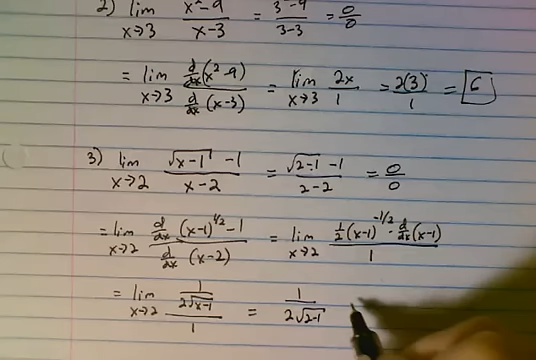 2) lim x→3 (x²-9)/(x-3) = (3²-9)/(3-3) = 0/0
= lim x→3 (d/dx (x²-9))/(d/dx (x-3)) = lim x→3 2x/1 = 2(3)/1 = 6
3) lim x→2 (√(x-1) -1)/(x-2) = (√(2-1) -1)/(2-2) = 0/0
= lim x→2 (d/dx (x-1)^(1/2) -1)/(d/dx (x-2)) = lim x→2 (1/2 (x-1)^(-1/2) · d/dx (x-1))/1
= lim x→2 (1/(2√(x-1)))/1 = 1/(2√(2-1))